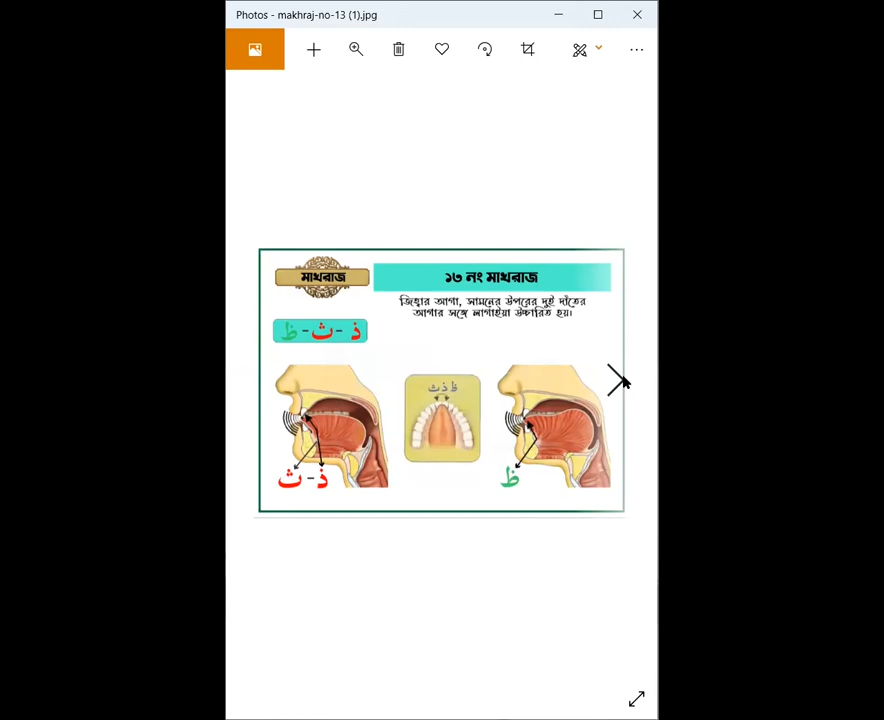 Photos - makhraj-no-13 (1).jpg
মাখরাজ
১৩ নং মাখরাজ
জিহ্বার আগা, সামনের উপরের দুই দাঁতের
আগার সঙ্গে লাগাইয়া উচ্চারিত হয়।
ذ - ث - ظ
ظ ذ ث
ذ - ث
ظ